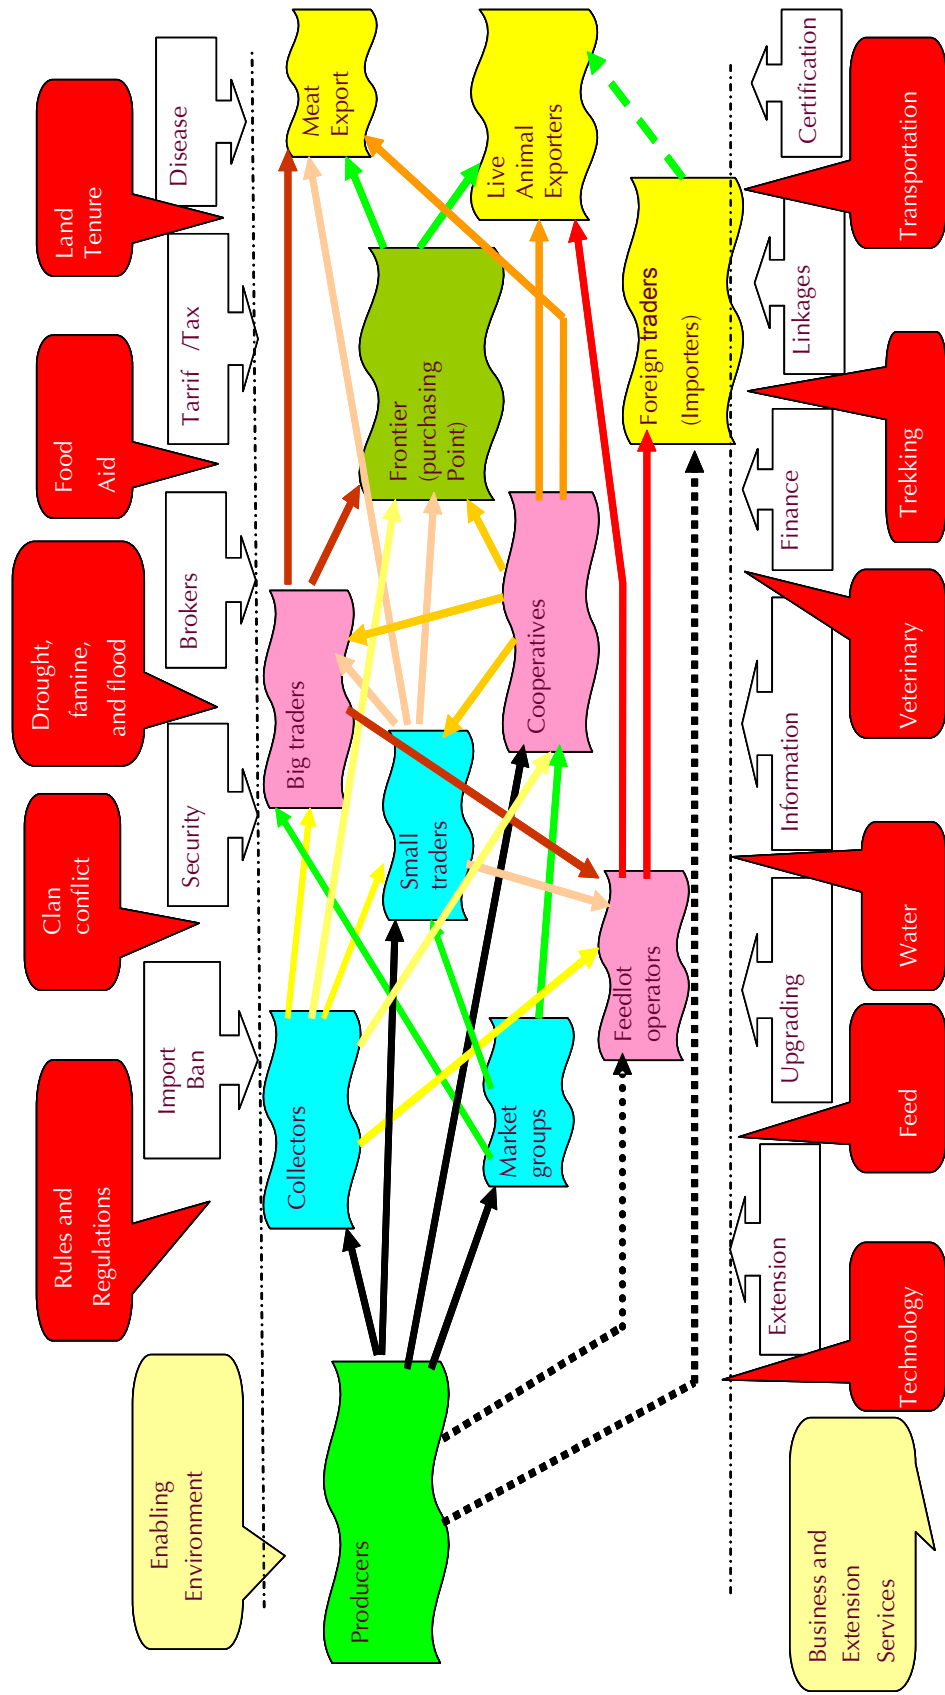 Enabling
Environment
Rules and
Regulations
Clan
conflict
Drought,
famine,
and flood
Food
Aid
Land
Tenure
Import
Ban
Security
Brokers
Tarrif /Tax
Disease
Producers
Collectors
Market
groups
Small
traders
Big traders
Cooperatives
Feedlot
operators
Frontier
(purchasing
Point)
Foreign traders
(Importers)
Meat
Export
Live
Animal
Exporters
Extension
Upgrading
Information
Finance
Linkages
Certification
Business and
Extension
Services
Technology
Feed
Water
Veterinary
Trekking
Transportation